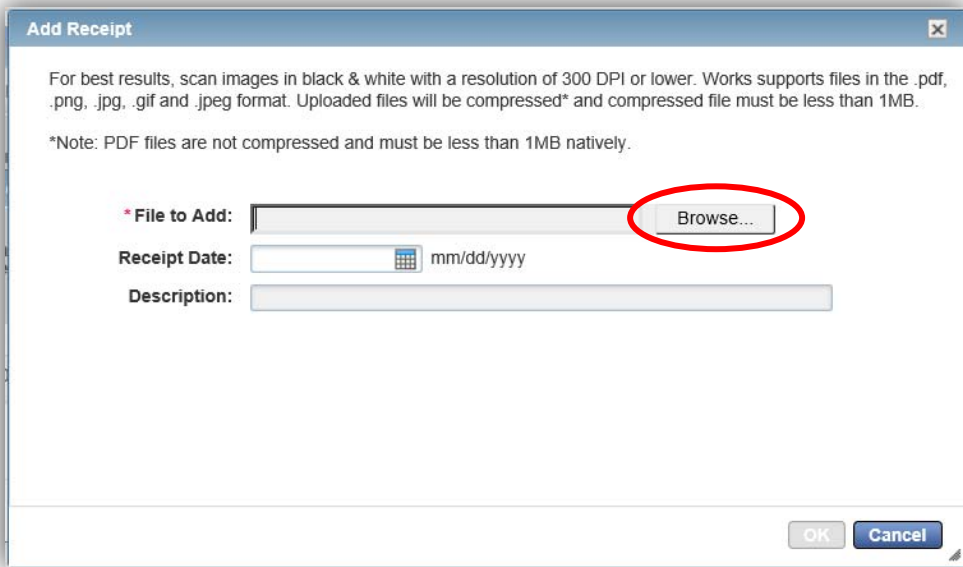 Add Receipt
For best results, scan images in black & white with a resolution of 300 DPI or lower. Works supports files in the .pdf,
.png, .jpg, .gif and .jpeg format. Uploaded files will be compressed* and compressed file must be less than 1MB.
*Note: PDF files are not compressed and must be less than 1MB natively.
* File to Add: Browse...
Receipt Date: mm/dd/yyyy
Description:
OK Cancel